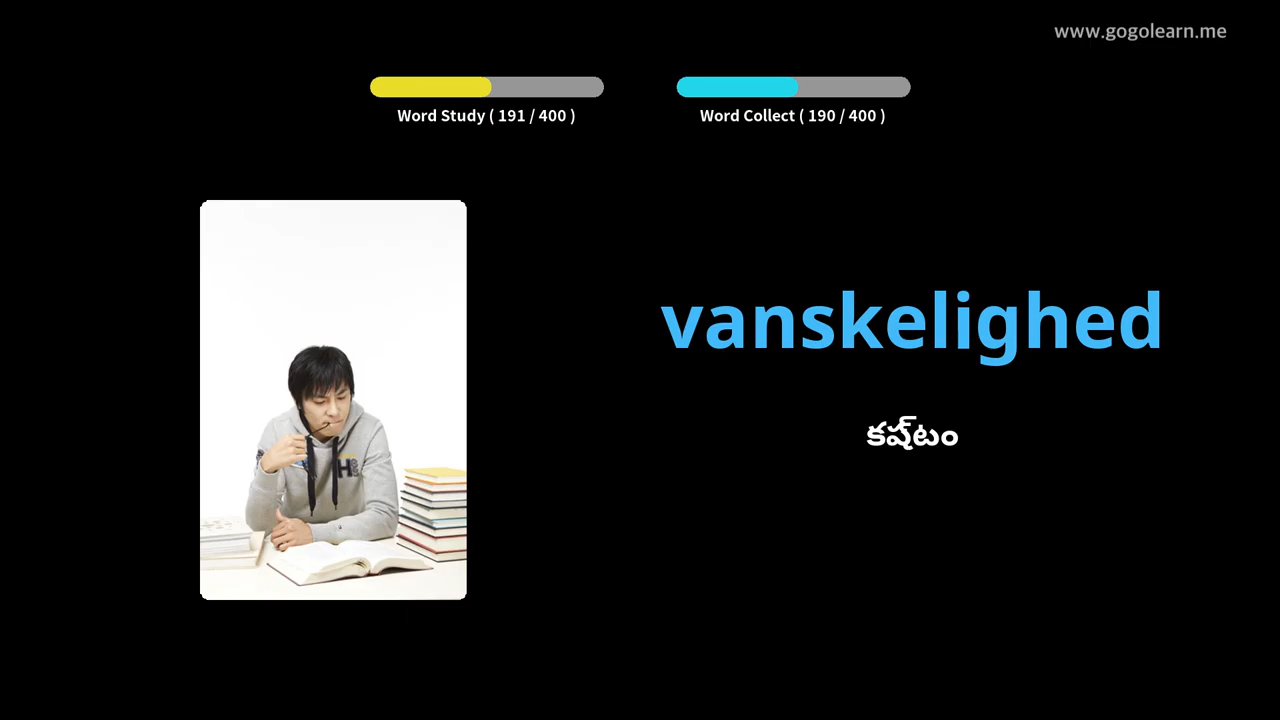 www.gogolearn.me
Word Study ( 191 / 400 )
Word Collect ( 190 / 400 )
vanskelighed
కష్‌టం
H